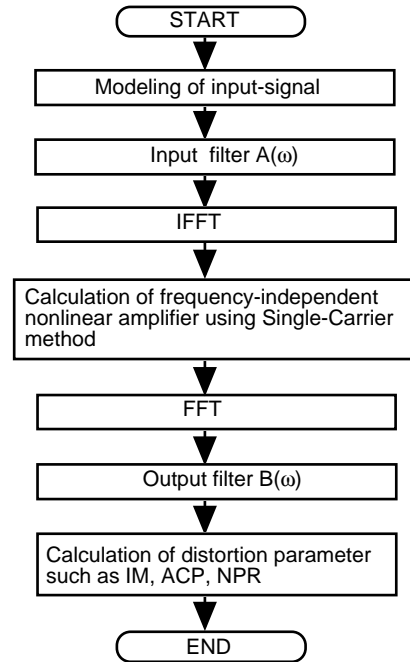 START
Modeling of input-signal
Input filter A(ω)
IFFT
Calculation of frequency-independent
nonlinear amplifier using Single-Carrier
method
FFT
Output filter B(ω)
Calculation of distortion parameter
such as IM, ACP, NPR
END